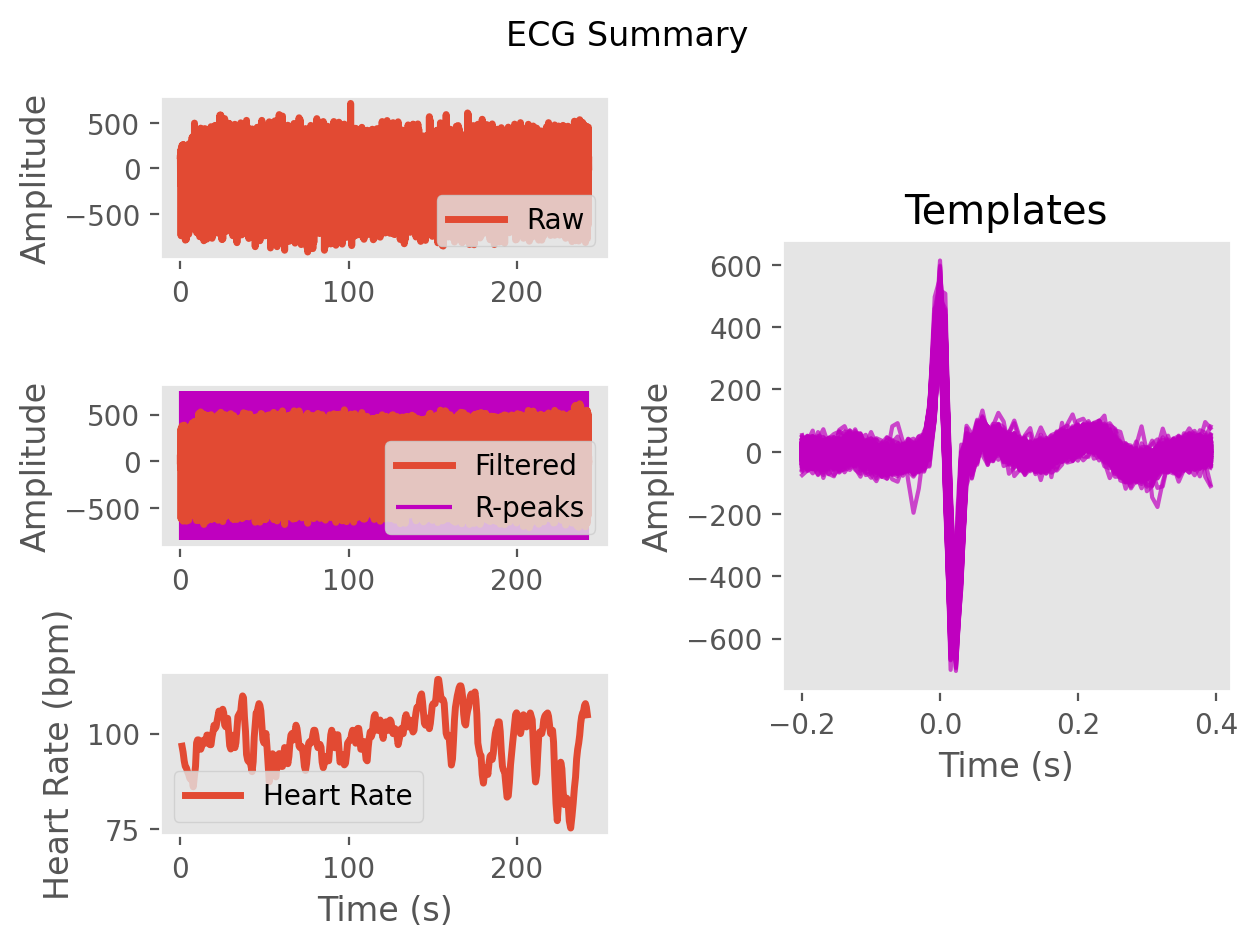 ECG Summary
Amplitude
500
0
−500
Raw
0 100 200
Amplitude
500
0
−500
Filtered
R-peaks
0 100 200
Heart Rate (bpm)
100
75
Heart Rate
0 100 200
Time (s)
Templates
Amplitude
600
400
200
0
−200
−400
−600
−0.2 0.0 0.2 0.4
Time (s)